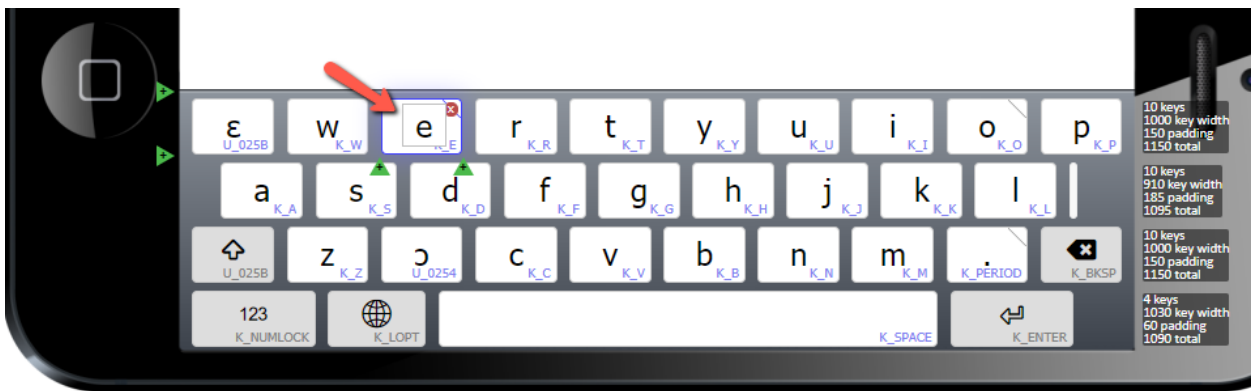 ɛ w e r t y u i o p
U_025B K_W K_E K_R K_T K_Y K_U K_I K_O K_P
10 keys
1000 key width
150 padding
1150 total
a s d f g h j k l
K_A K_S K_D K_F K_G K_H K_J K_K K_L
10 keys
910 key width
185 padding
1095 total
z ɔ c v b n m .
U_025B K_Z U_0254 K_C K_V K_B K_N K_M K_PERIOD K_BKSP
10 keys
1000 key width
150 padding
1150 total
123
K_NUMLOCK K_LOPT K_SPACE K_ENTER
4 keys
1030 key width
60 padding
1090 total